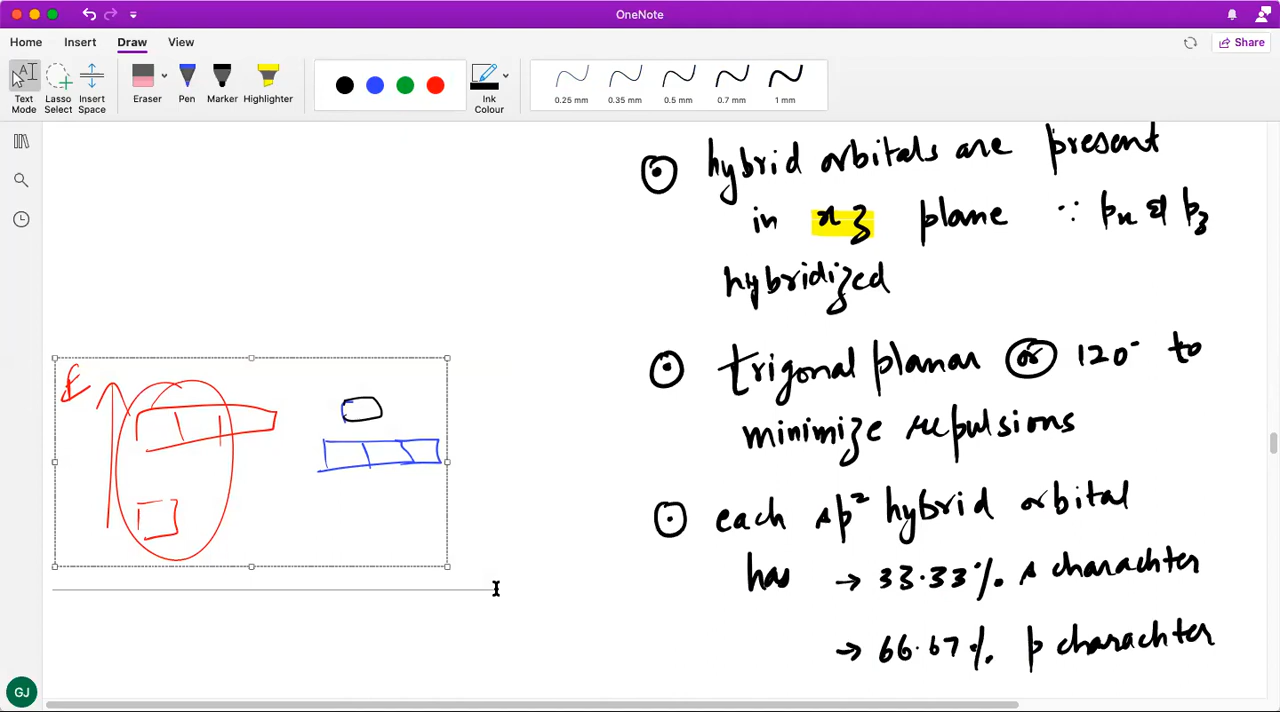 OneNote
Home Insert Draw View
Share
Text Mode
Lasso Select
Insert Space
Eraser
Pen
Marker
Highlighter
Ink Colour
0.25 mm
0.35 mm
0.5 mm
0.7 mm
1 mm
hybrid orbitals are present
in xz plane ∵ px & pz
hybridized
trigonal planar or 120° to
minimize repulsions
each sp² hybrid orbital
has → 33.33%. s charachter
→ 66.67%. p charachter
E
GJ